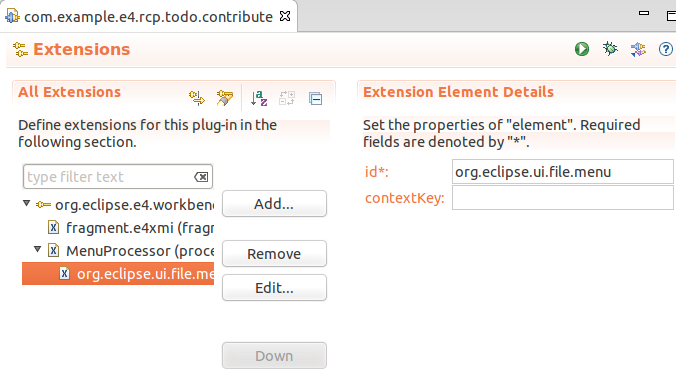 com.example.e4.rcp.todo.contribute
Extensions
All Extensions
Define extensions for this plug-in in the
following section.
type filter text
org.eclipse.e4.workben
fragment.e4xmi (fragr
MenuProcessor (proce
org.eclipse.ui.file.me
Add...
Remove
Edit...
Down
Extension Element Details
Set the properties of "element". Required
fields are denoted by "*".
id*:
org.eclipse.ui.file.menu
contextKey: